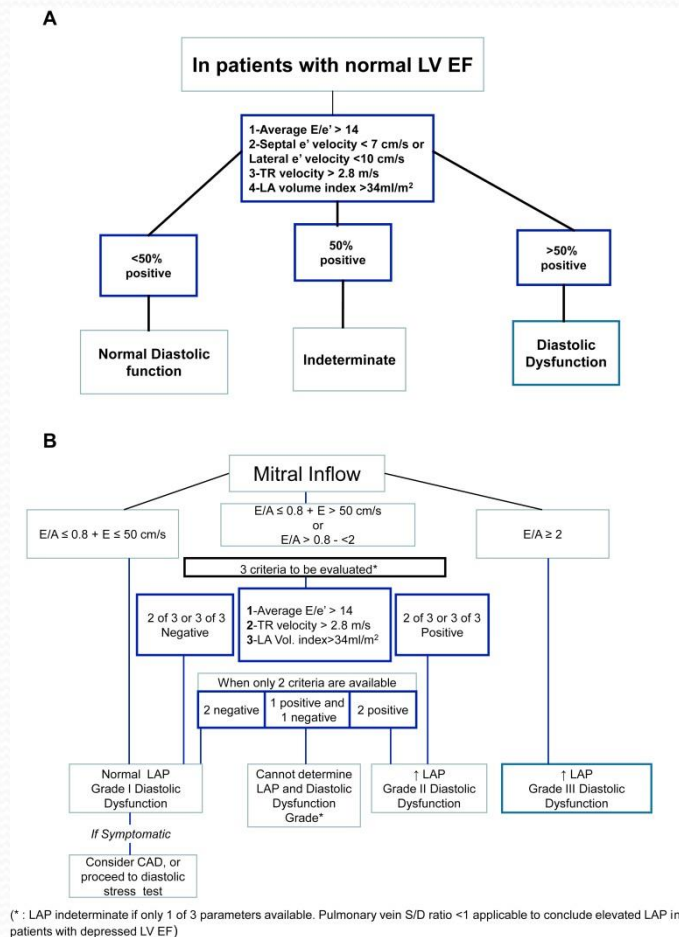 A
In patients with normal LV EF
1-Average E/e' > 14
2-Septal e' velocity < 7 cm/s or
Lateral e' velocity <10 cm/s
3-TR velocity > 2.8 m/s
4-LA volume index >34ml/m²
<50%
positive
50%
positive
>50%
positive
Normal Diastolic
function
Indeterminate
Diastolic
Dysfunction
B
Mitral Inflow
E/A ≤ 0.8 + E ≤ 50 cm/s
E/A ≤ 0.8 + E > 50 cm/s
or
E/A > 0.8 - <2
E/A ≥ 2
3 criteria to be evaluated*
2 of 3 or 3 of 3
Negative
1-Average E/e' > 14
2-TR velocity > 2.8 m/s
3-LA Vol. index>34ml/m²
2 of 3 or 3 of 3
Positive
When only 2 criteria are available
2 negative
1 positive and
1 negative
2 positive
Normal LAP
Grade I Diastolic
Dysfunction
Cannot determine
LAP and Diastolic
Dysfunction
Grade*
↑ LAP
Grade II Diastolic
Dysfunction
↑ LAP
Grade III Diastolic
Dysfunction
If Symptomatic
Consider CAD, or
proceed to diastolic
stress test
(* : LAP indeterminate if only 1 of 3 parameters available. Pulmonary vein S/D ratio <1 applicable to conclude elevated LAP in
patients with depressed LV EF)